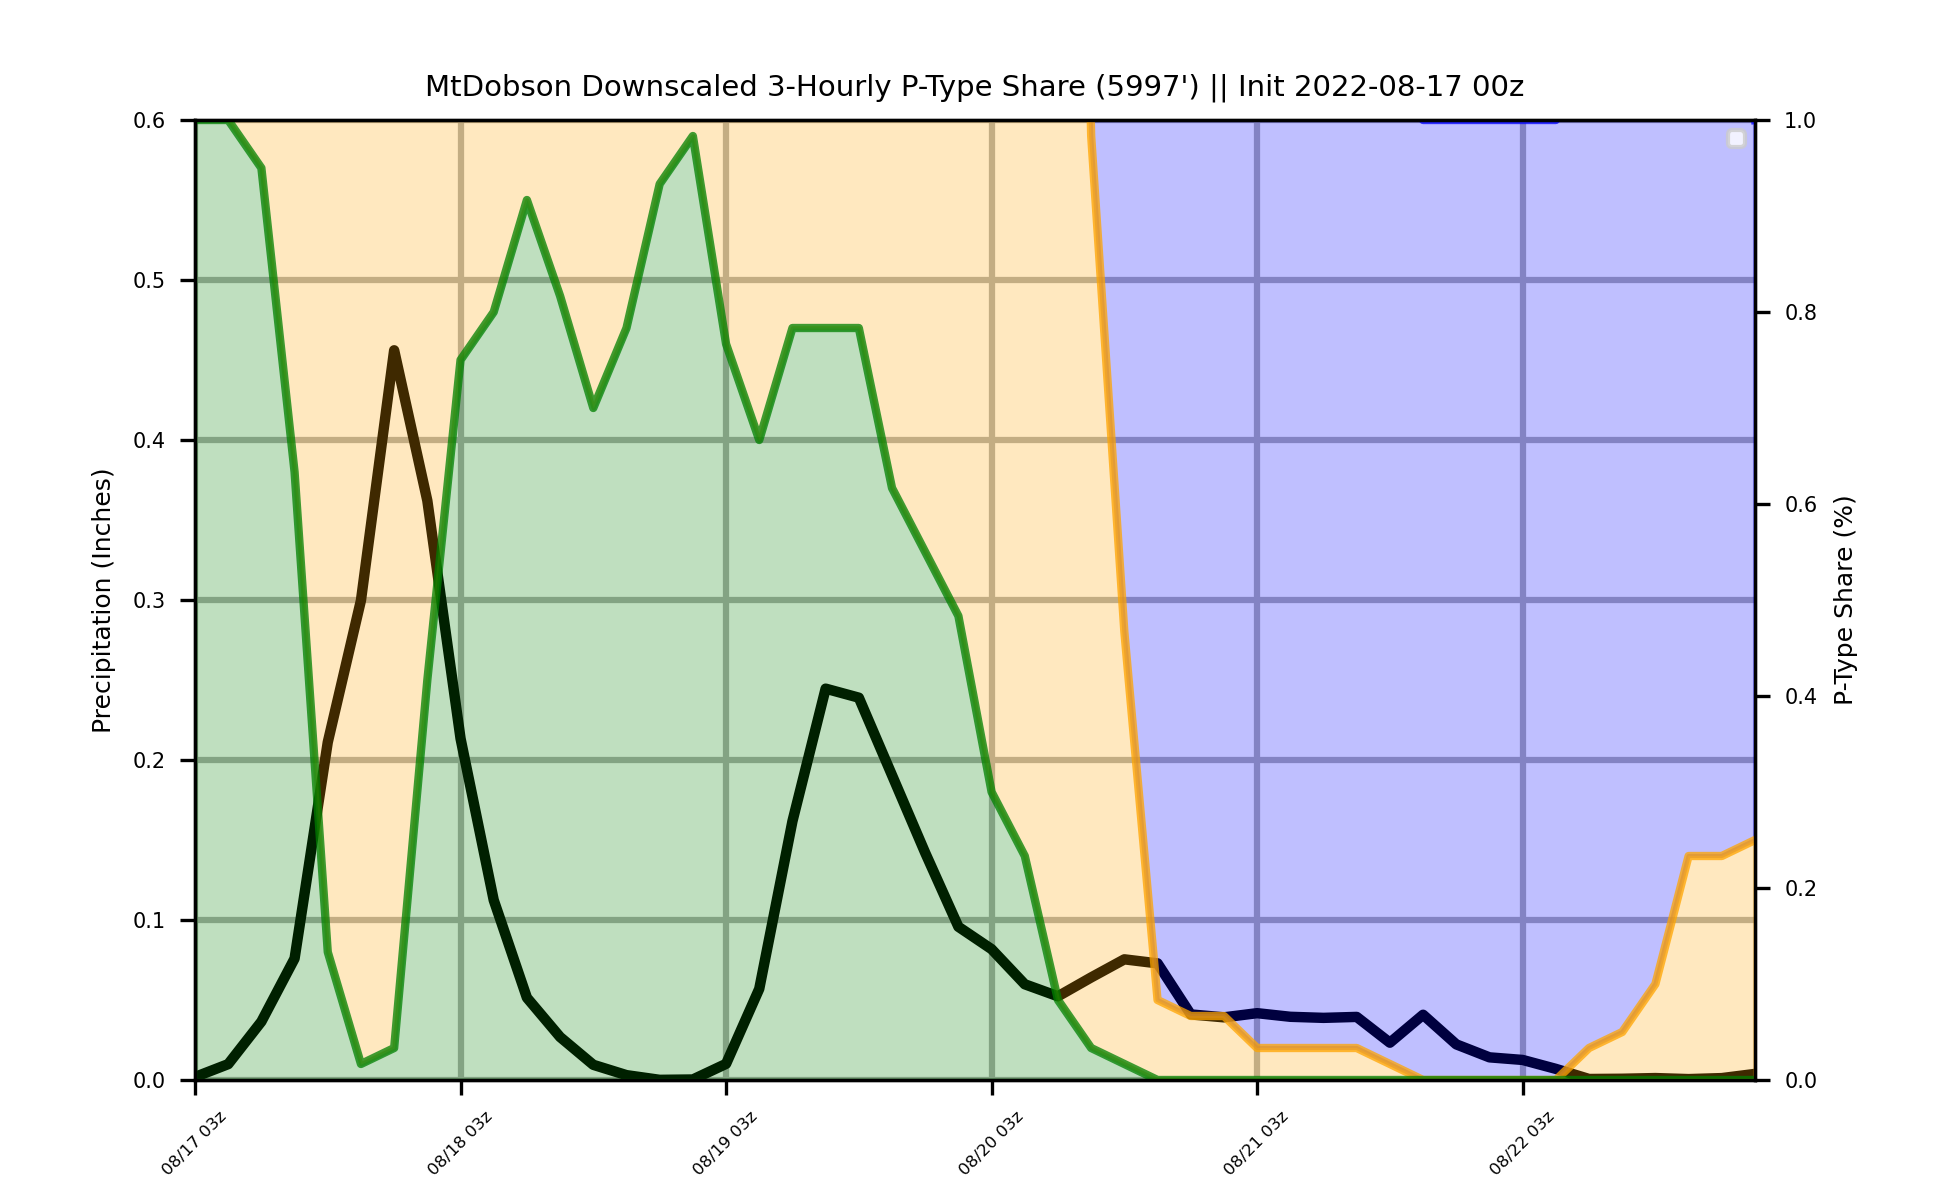 MtDobson Downscaled 3-Hourly P-Type Share (5997') || Init 2022-08-17 00z
0.6
0.5
0.4
0.3
0.2
0.1
0.0
Precipitation (Inches)
1.0
0.8
0.6
0.4
0.2
0.0
P-Type Share (%)
08/17 03z
08/18 03z
08/19 03z
08/20 03z
08/21 03z
08/22 03z